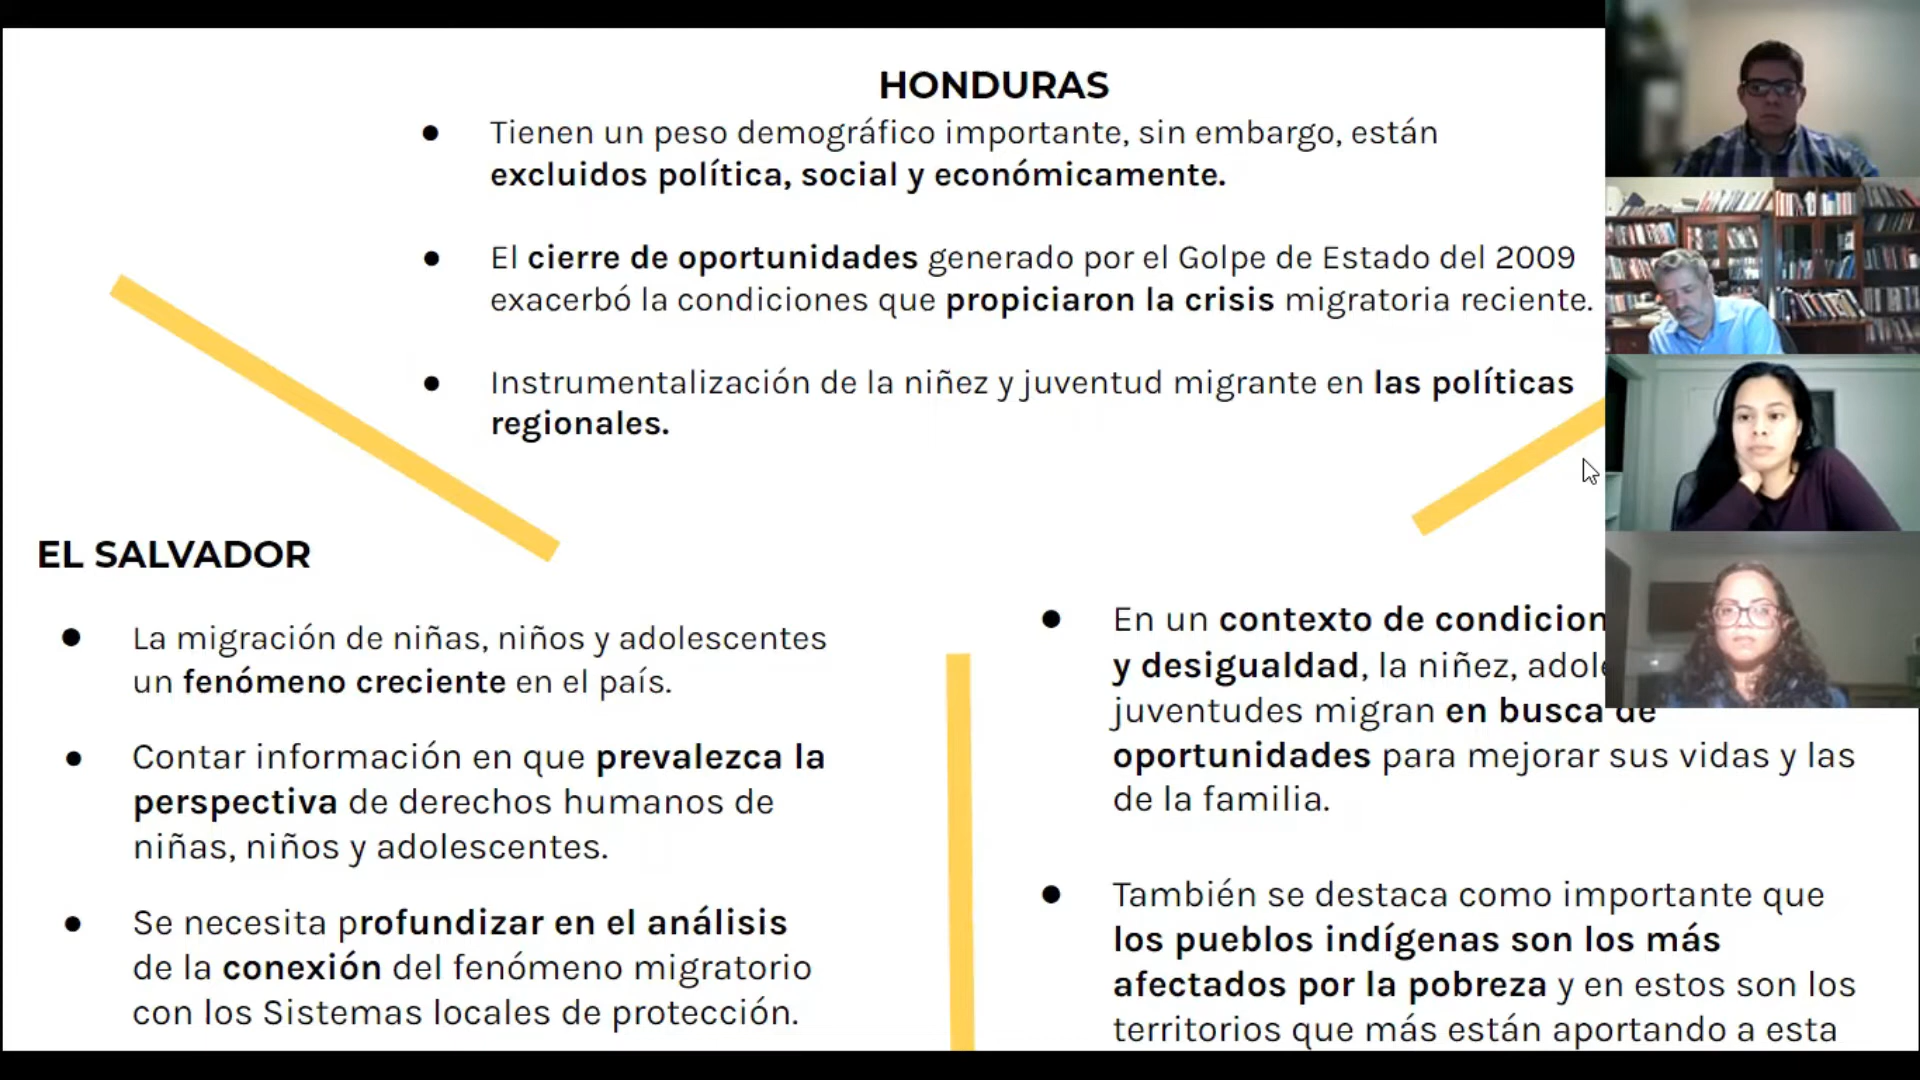 HONDURAS
● Tienen un peso demográfico importante, sin embargo, están
excluidos política, social y económicamente.
● El cierre de oportunidades generado por el Golpe de Estado del 2009
exacerbó la condiciones que propiciaron la crisis migratoria reciente.
● Instrumentalización de la niñez y juventud migrante en las políticas
regionales.
EL SALVADOR
● La migración de niñas, niños y adolescentes
un fenómeno creciente en el país.
● Contar información en que prevalezca la
perspectiva de derechos humanos de
niñas, niños y adolescentes.
● Se necesita profundizar en el análisis
de la conexión del fenómeno migratorio
con los Sistemas locales de protección.
● En un contexto de condicion
y desigualdad, la niñez, adole
juventudes migran en busca de
oportunidades para mejorar sus vidas y las
de la familia.
● También se destaca como importante que
los pueblos indígenas son los más
afectados por la pobreza y en estos son los
territorios que más están aportando a esta